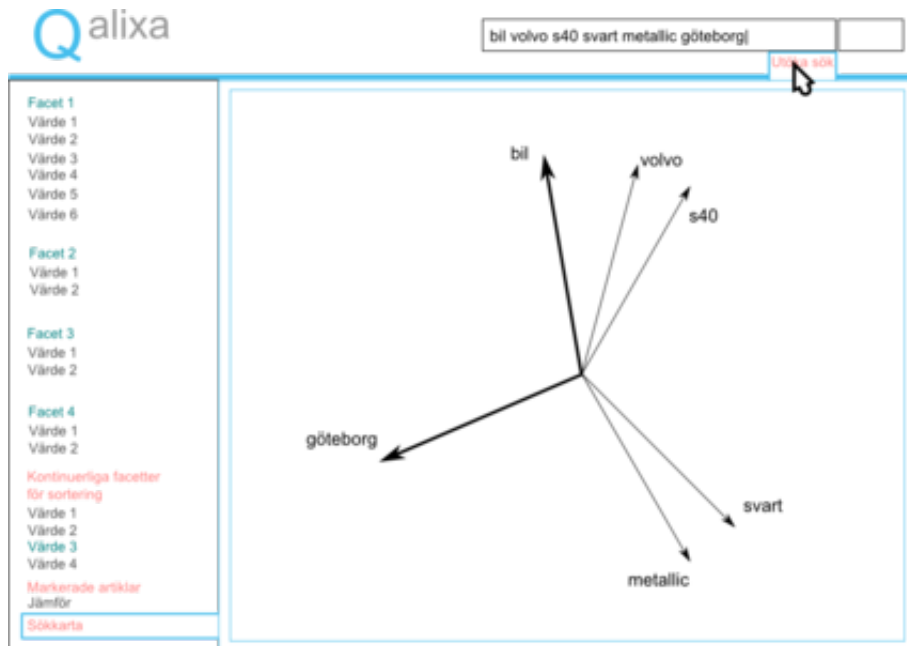 Qalixa
bil volvo s40 svart metallic göteborg
Utöka sök
Facet 1
Värde 1
Värde 2
Värde 3
Värde 4
Värde 5
Värde 6
Facet 2
Värde 1
Värde 2
Facet 3
Värde 1
Värde 2
Facet 4
Värde 1
Värde 2
Kontinuerliga facetter
för sortering
Värde 1
Värde 2
Värde 3
Värde 4
Markerade artiklar
Jämför
Sökkarta
bil
volvo
s40
göteborg
svart
metallic